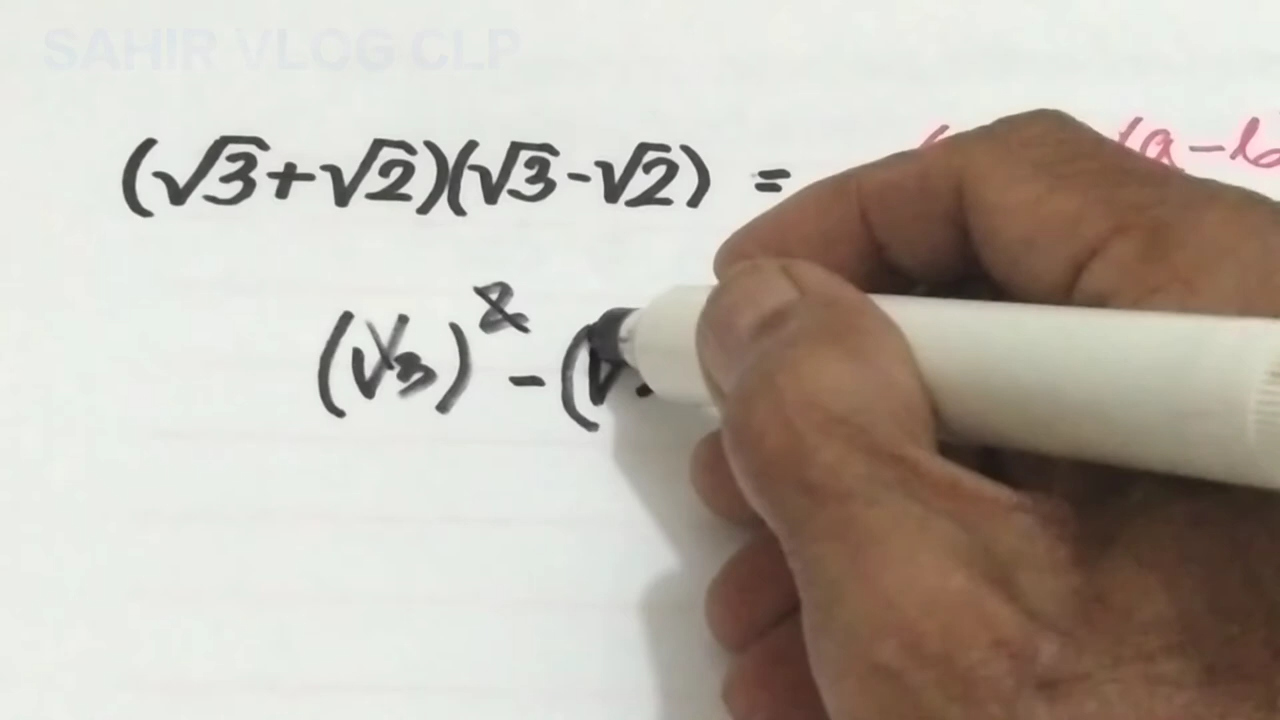 SAHIR VLOG CLP
(√3+√2)(√3-√2) = (a-b
(√3)² - (√